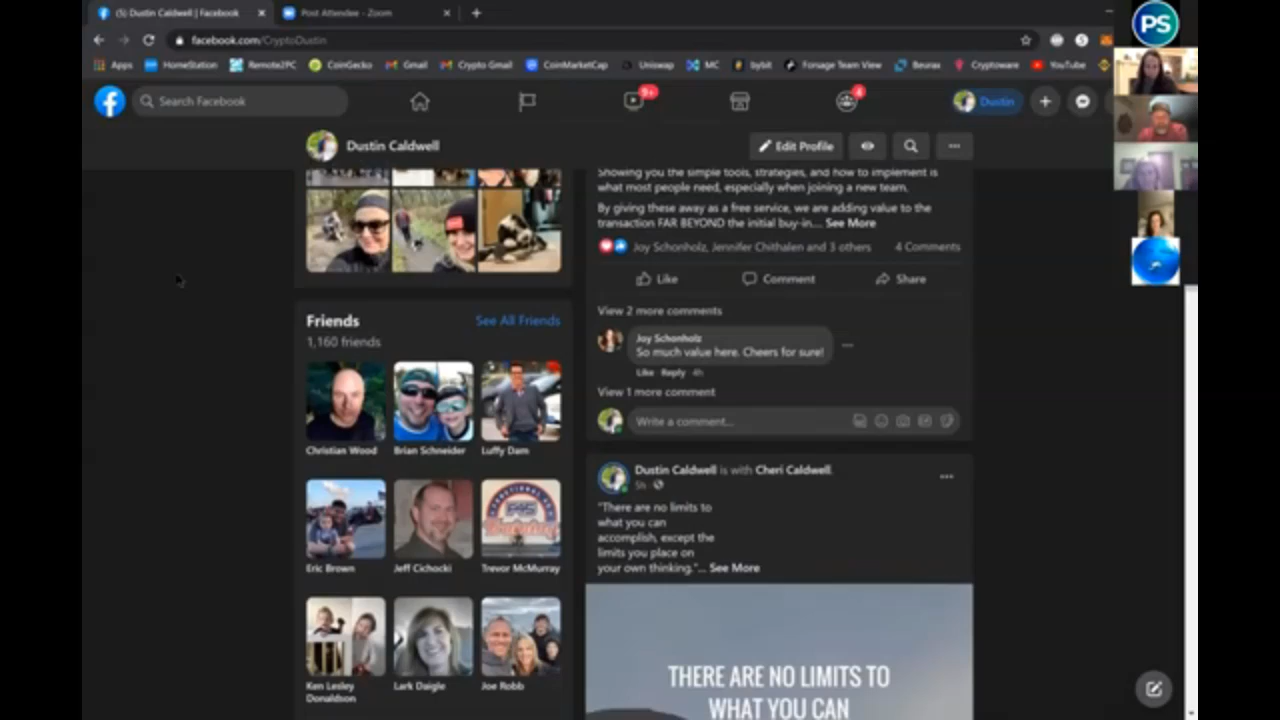 (5) Dustin Caldwell | Facebook
Post Attendee - Zoom
facebook.com/CryptoDustin
Apps
HomeStation
Remote2PC
CoinGecko
Gmail
Crypto Gmail
CoinMarketCap
Uniswap
MC
bybit
Forsage Team View
Beurax
Cryptoware
YouTube
PS
Search Facebook
9+
4
Dustin
Dustin Caldwell
Edit Profile
Showing you the simple tools, strategies, and how to implement is
what most people need, especially when joining a new team.
By giving these away as a free service, we are adding value to the
transaction FAR BEYOND the initial buy-in.... See More
Joy Schonholz, Jennifer Chithalen and 3 others
4 Comments
Like
Comment
Share
View 2 more comments
Joy Schonholz
So much value here. Cheers for sure!
Like Reply 4h
View 1 more comment
Write a comment...
Friends
See All Friends
1,160 friends
Christian Wood
Brian Schneider
Luffy Dam
Eric Brown
Jeff Cichocki
Trevor McMurray
Ken Lesley
Donaldson
Lark Daigle
Joe Robb
Dustin Caldwell is with Cheri Caldwell.
5h
"There are no limits to
what you can
accomplish, except the
limits you place on
your own thinking."... See More
THERE ARE NO LIMITS TO
WHAT YOU CAN